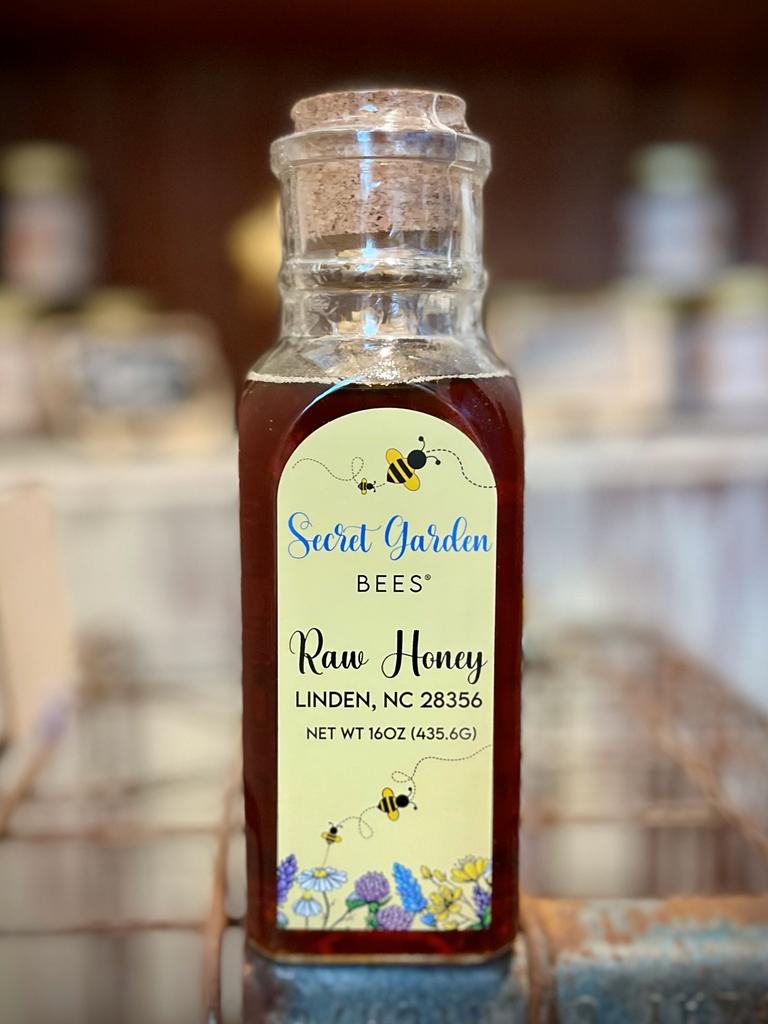 Secret Garden
BEES®
Raw Honey
LINDEN, NC 28356
NET WT 16OZ (435.6G)